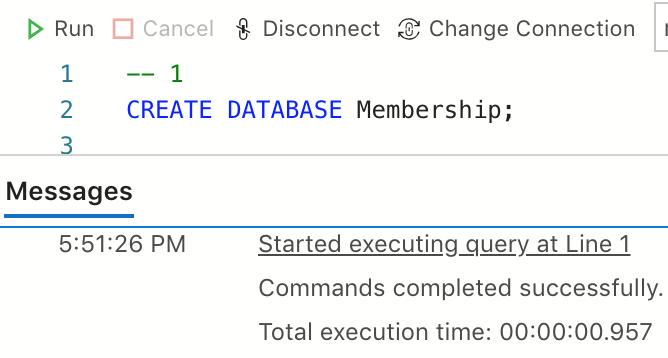 Run Cancel Disconnect Change Connection
1 -- 1
2 CREATE DATABASE Membership;
3
Messages
5:51:26 PM Started executing query at Line 1
Commands completed successfully.
Total execution time: 00:00:00.957